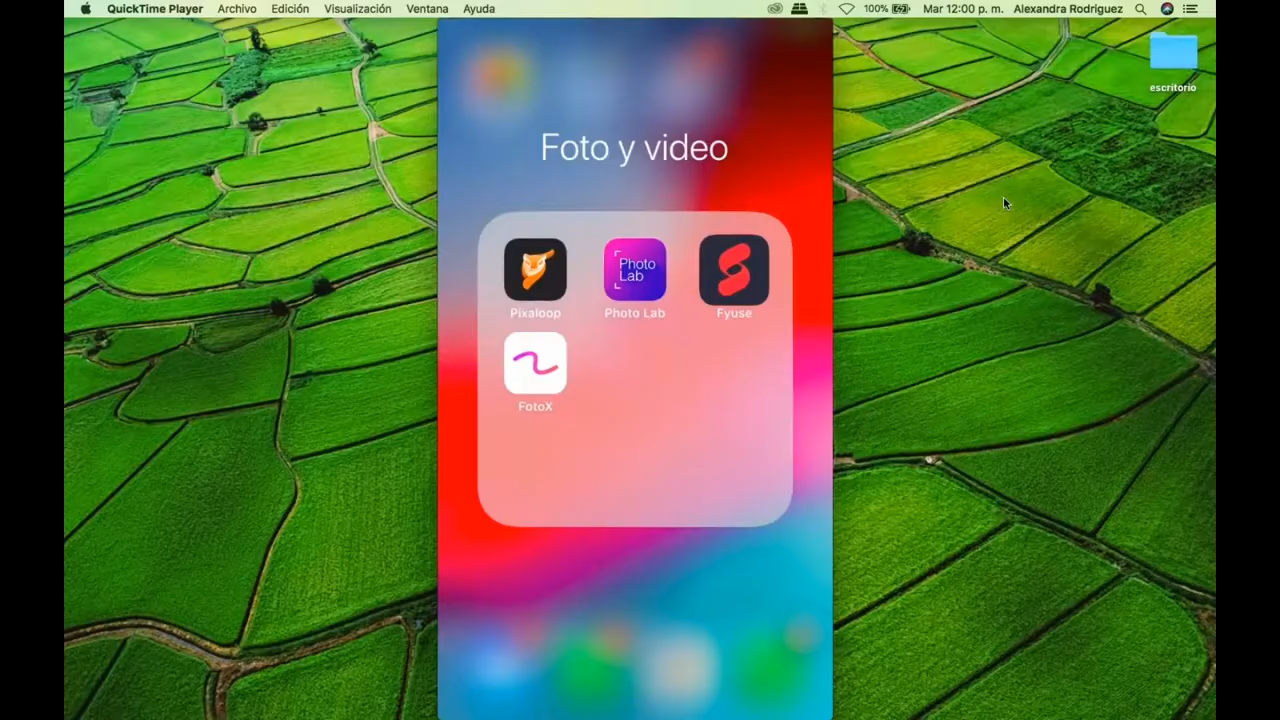 QuickTime Player Archivo Edición Visualización Ventana Ayuda 100% Mar 12:00 p. m. Alexandra Rodriguez
escritorio
Foto y video
Photo
Lab
Pixaloop Photo Lab Fyuse
FotoX